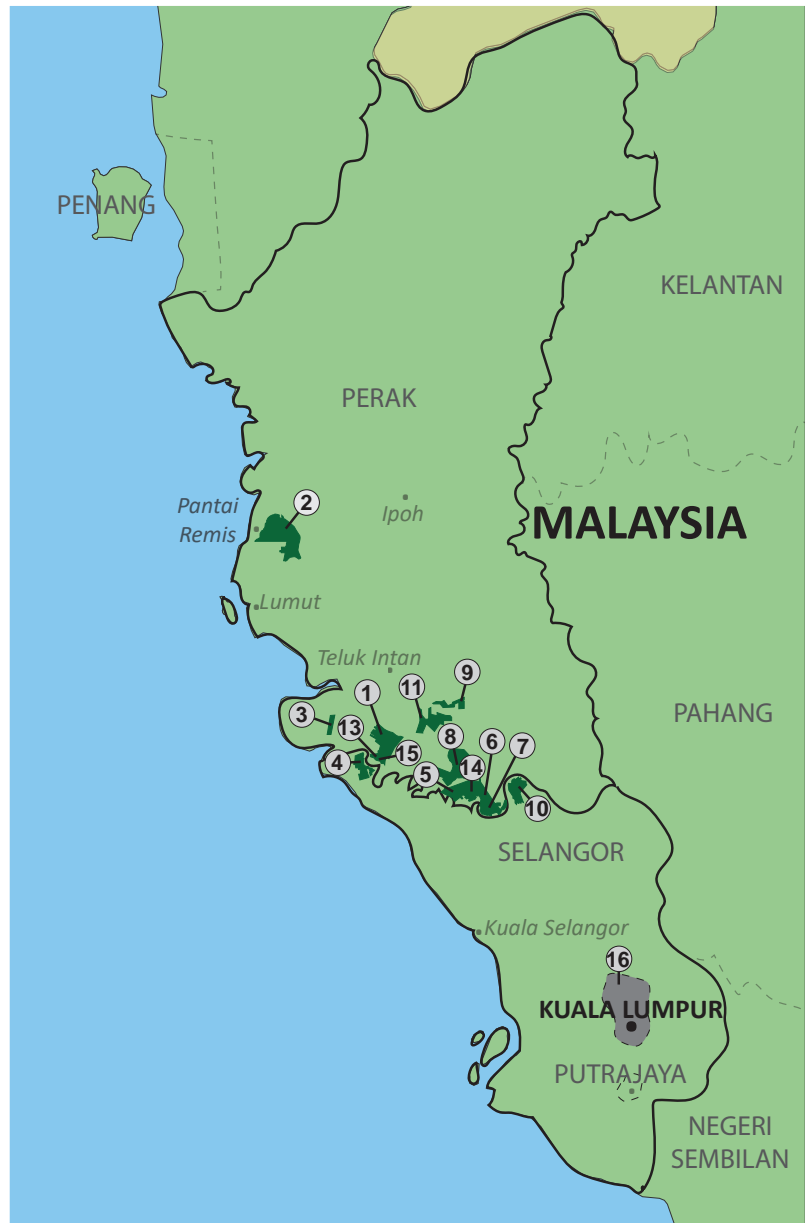 PENANG
KELANTAN
PERAK
Pantai
Remis
2
Ipoh
MALAYSIA
Lumut
Teluk Intan
9
11
1
3
13
PAHANG
6
7
8
15
4
14
5
10
SELANGOR
Kuala Selangor
16
KUALA LUMPUR
PUTRAJAYA
NEGERI
SEMBILAN